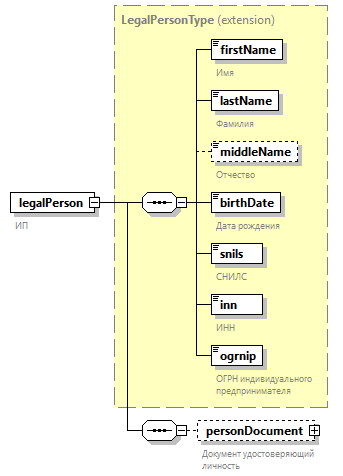 LegalPersonType (extension)
firstName
Имя
lastName
Фамилия
middleName
Отчество
legalPerson
ИП
birthDate
Дата рождения
snils
СНИЛС
inn
ИНН
ogrnip
ОГРН индивидуального
предпринимателя
personDocument
Документ удостоверяющий
личность